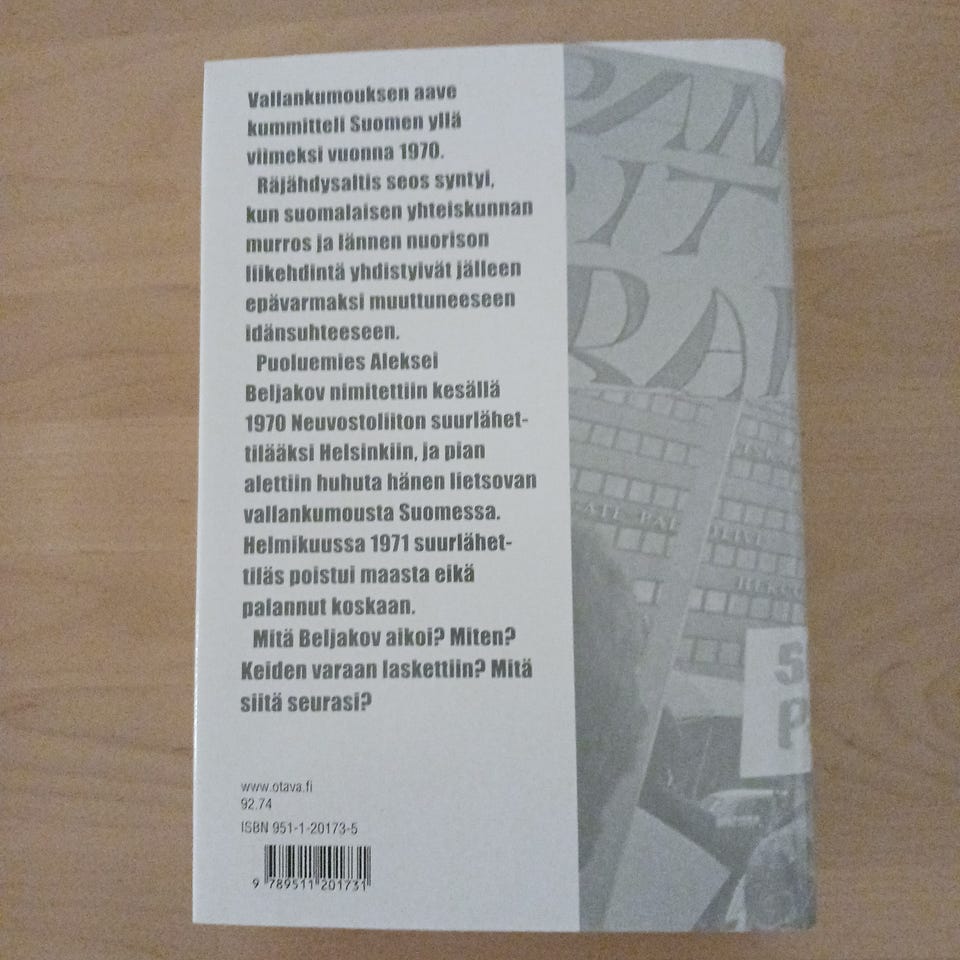 Vallankumouksen aave
kummitteli Suomen yllä
viimeksi vuonna 1970.
Räjähdysaltis seos syntyi,
kun suomalaisen yhteiskunnan
murros ja lännen nuorison
liikehdintä yhdistyivät jälleen
epävarmaksi muuttuneeseen
idänsuhteeseen.
Puoluemies Aleksei
Beljakov nimitettiin kesällä
1970 Neuvostoliiton suurlähet-
tilääksi Helsinkiin, ja pian
alettiin huhuta hänen lietsovan
vallankumousta Suomessa.
Helmikuussa 1971 suurlähet-
tiläs poistui maasta eikä
palannut koskaan.
Mitä Beljakov aikoi? Miten?
Keiden varaan laskettiin? Mitä
siitä seurasi?
www.otava.fi
92.74
ISBN 951-1-20173-5
9 789511 201731
PAN
PIT
RA
S
P